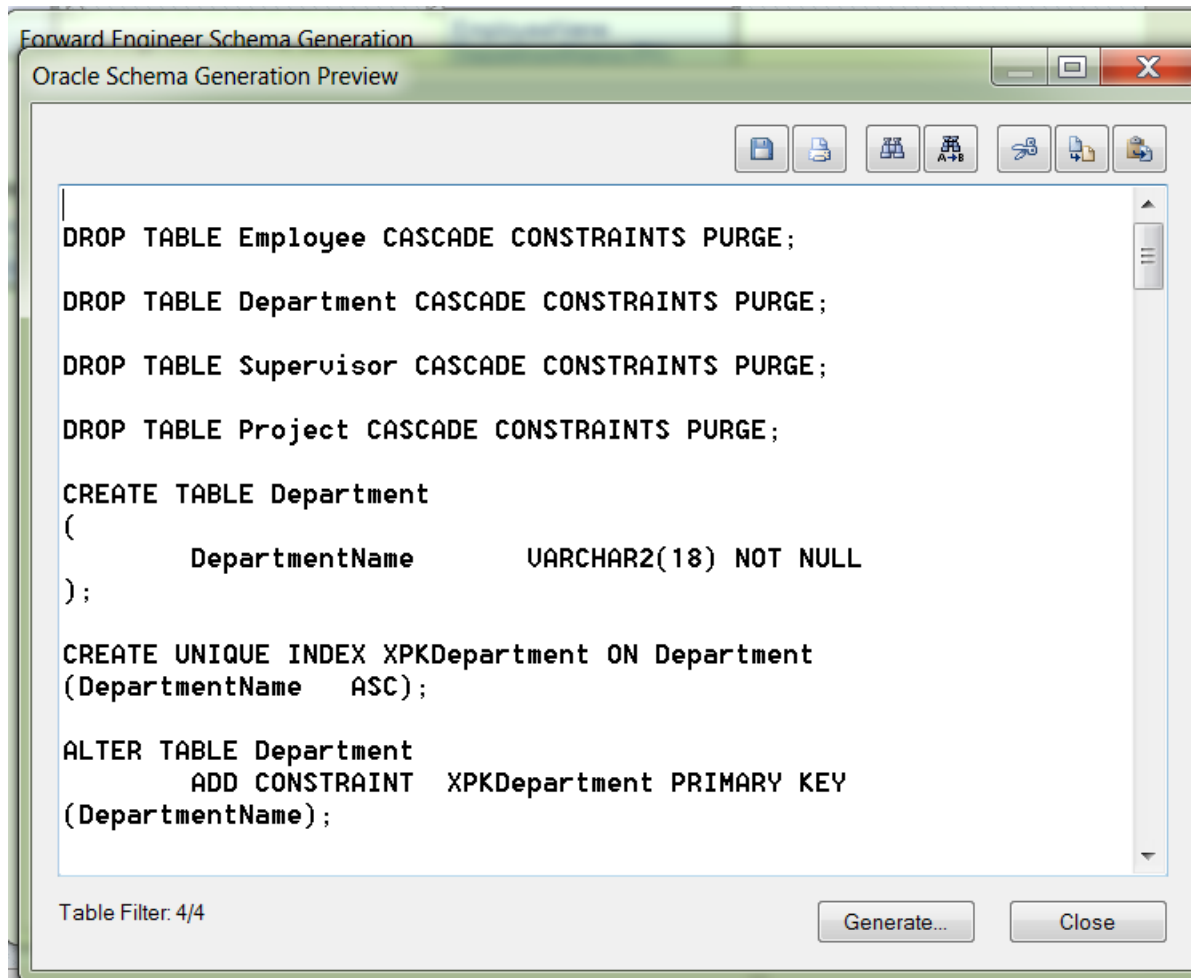 Forward Engineer Schema Generation
Oracle Schema Generation Preview
A→B
DROP TABLE Employee CASCADE CONSTRAINTS PURGE;
DROP TABLE Department CASCADE CONSTRAINTS PURGE;
DROP TABLE Supervisor CASCADE CONSTRAINTS PURGE;
DROP TABLE Project CASCADE CONSTRAINTS PURGE;
CREATE TABLE Department
(
DepartmentName VARCHAR2(18) NOT NULL
);
CREATE UNIQUE INDEX XPKDepartment ON Department
(DepartmentName ASC);
ALTER TABLE Department
ADD CONSTRAINT XPKDepartment PRIMARY KEY
(DepartmentName);
Table Filter: 4/4
Generate...
Close